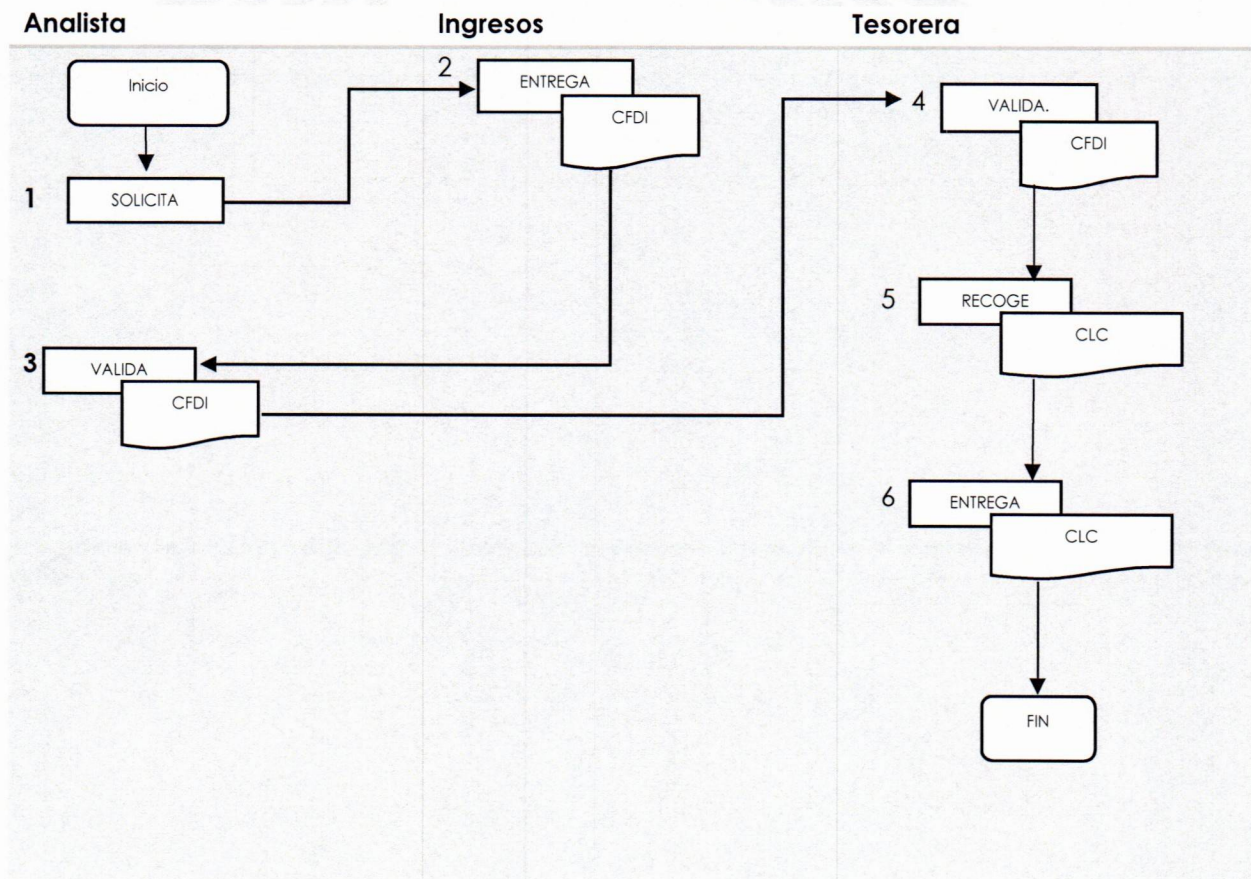 Analista Ingresos Tesorera
Inicio
1 SOLICITA
2 ENTREGA
CFDI
3 VALIDA
CFDI
4 VALIDA.
CFDI
5 RECOGE
CLC
6 ENTREGA
CLC
FIN